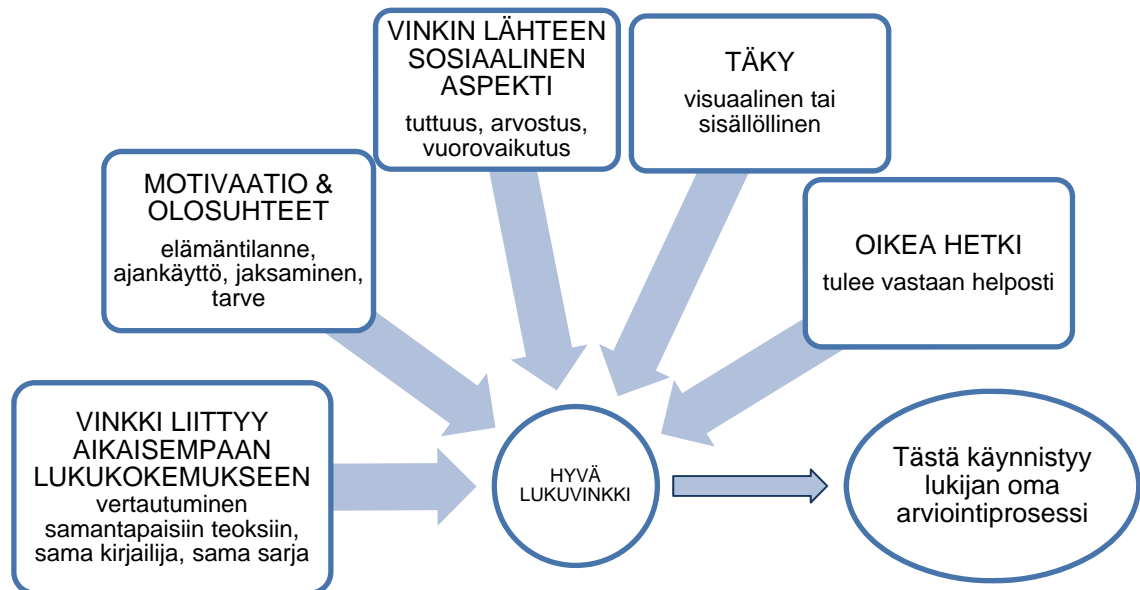 VINKIN LÄHTEEN
SOSIAALINEN
ASPEKTI
tuttuus, arvostus,
vuorovaikutus
TÄKY
visuaalinen tai
sisällöllinen
MOTIVAATIO &
OLOSUHTEET
elämäntilanne,
ajankäyttö, jaksaminen,
tarve
OIKEA HETKI
tulee vastaan helposti
VINKKI LIITTYY
AIKAISEMPAAN
LUKUKOKEMUKSEEN
vertautuminen
samantapaisiin teoksiin,
sama kirjailija, sama sarja
HYVÄ
LUKUVINKKI
Tästä käynnistyy
lukijan oma
arviointiprosessi